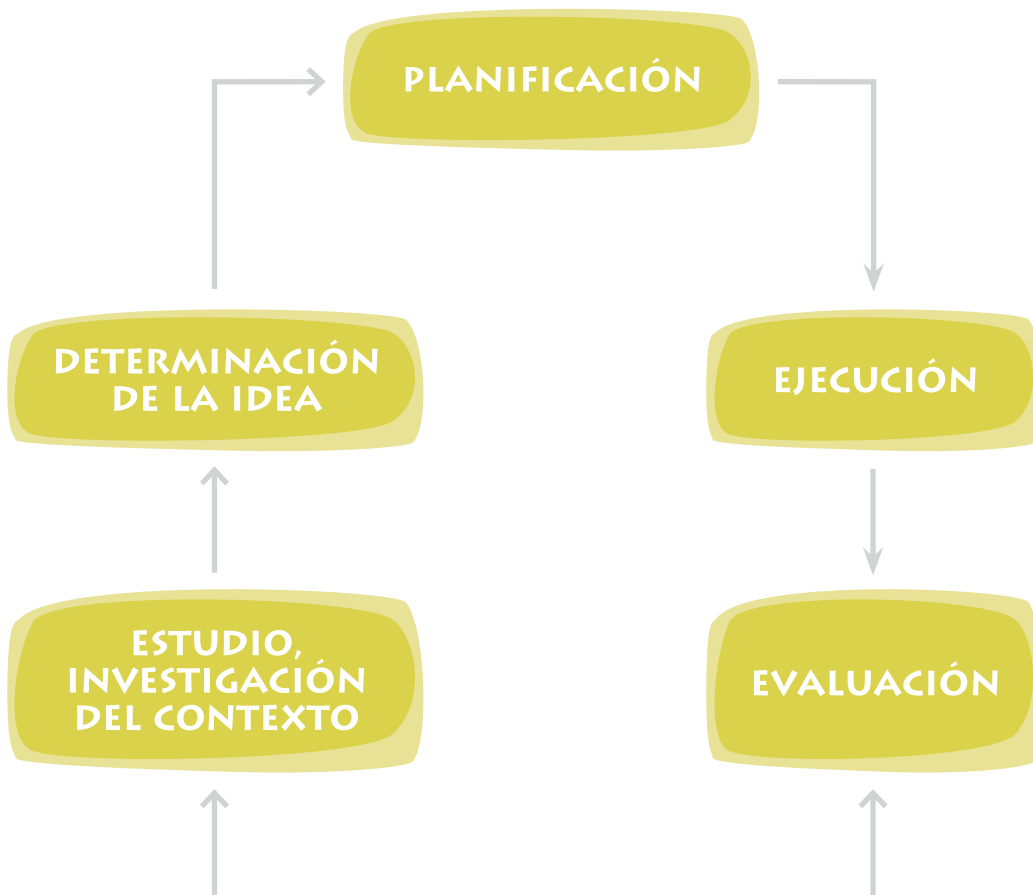 PLANIFICACIÓN
DETERMINACIÓN
DE LA IDEA
EJECUCIÓN
ESTUDIO,
INVESTIGACIÓN
DEL CONTEXTO
EVALUACIÓN